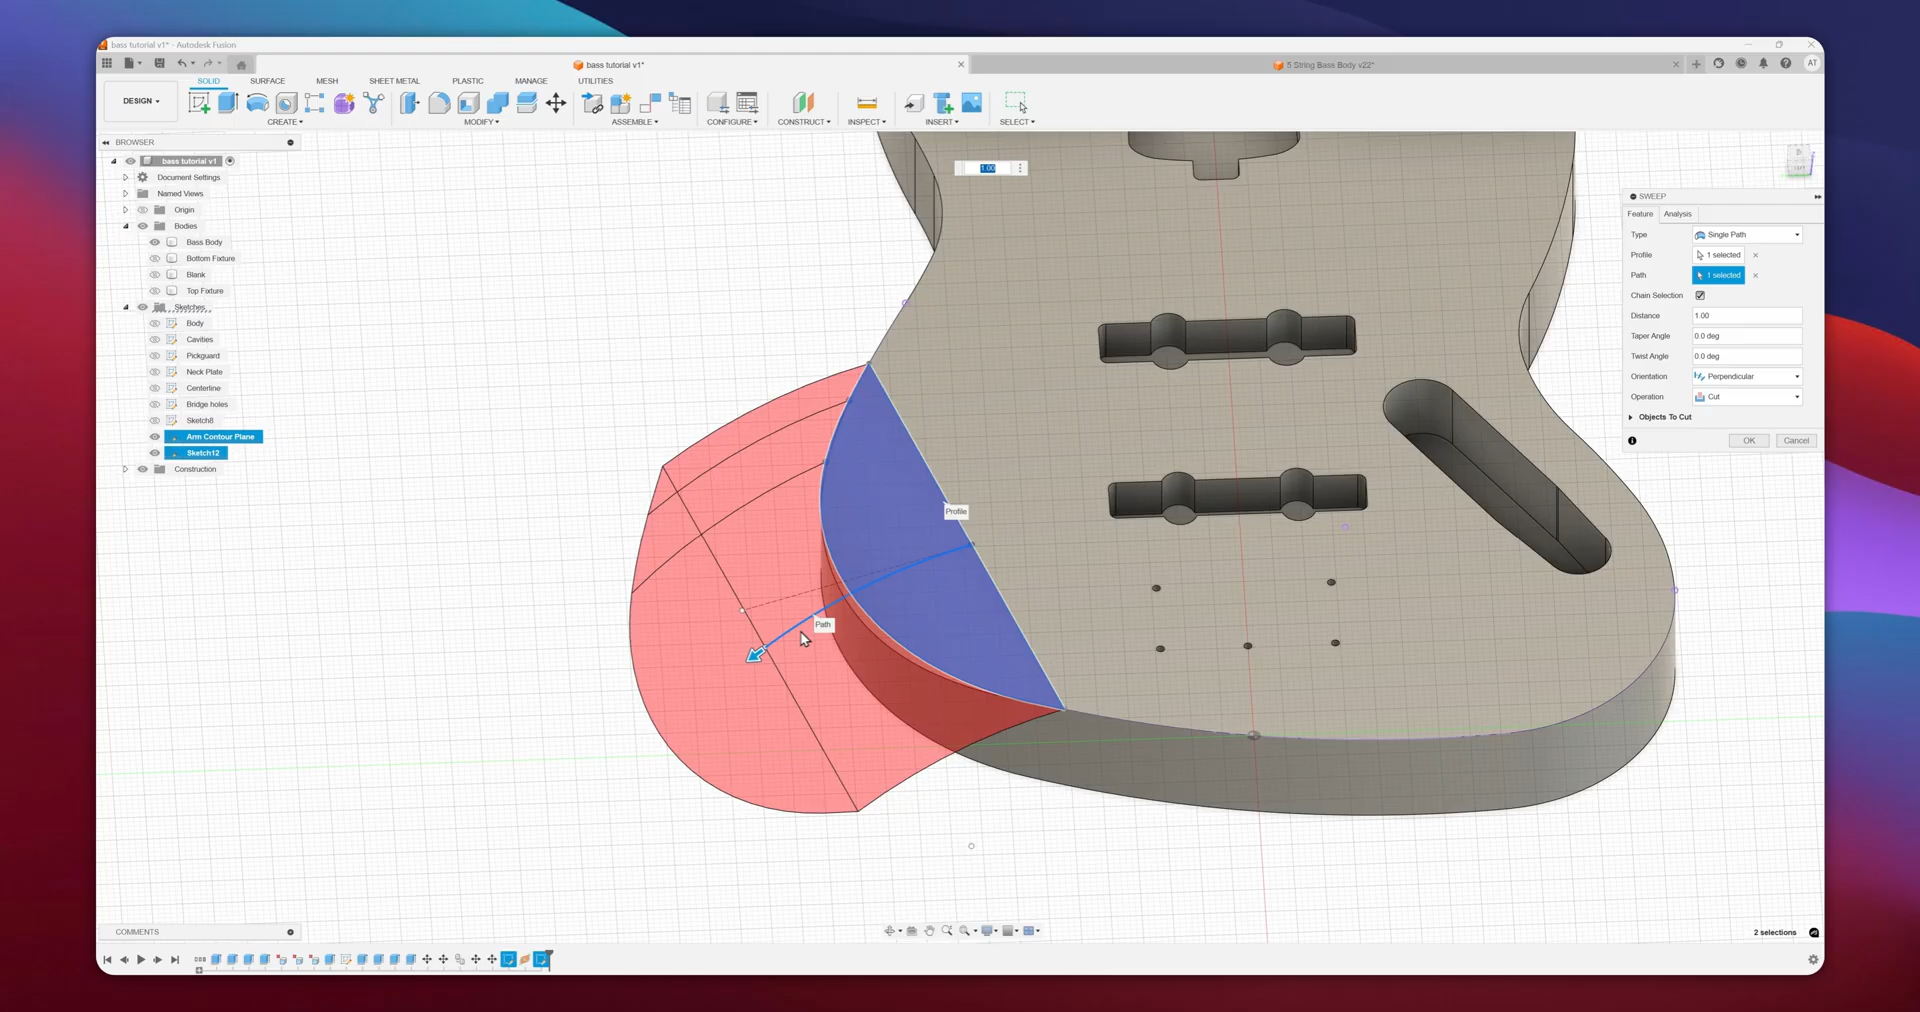 bass tutorial v1* - Autodesk Fusion
bass tutorial v1*
5 String Bass Body v22*
AT
DESIGN
SOLID
SURFACE
MESH
SHEET METAL
PLASTIC
MANAGE
UTILITIES
CREATE
MODIFY
ASSEMBLE
CONFIGURE
CONSTRUCT
INSPECT
INSERT
SELECT
BROWSER
bass tutorial v1
Document Settings
Named Views
Origin
Bodies
Bass Body
Bottom Fixture
Blank
Top Fixture
Sketches
Body
Cavities
Pickguard
Neck Plate
Centerline
Bridge holes
Sketch8
Arm Contour Plane
Sketch12
Construction
1.00
Profile
Path
SWEEP
Feature
Analysis
Type
Single Path
Profile
1 selected
Path
1 selected
Chain Selection
Distance
1.00
Taper Angle
0.0 deg
Twist Angle
0.0 deg
Orientation
Perpendicular
Operation
Cut
Objects To Cut
OK
Cancel
COMMENTS
2 selections